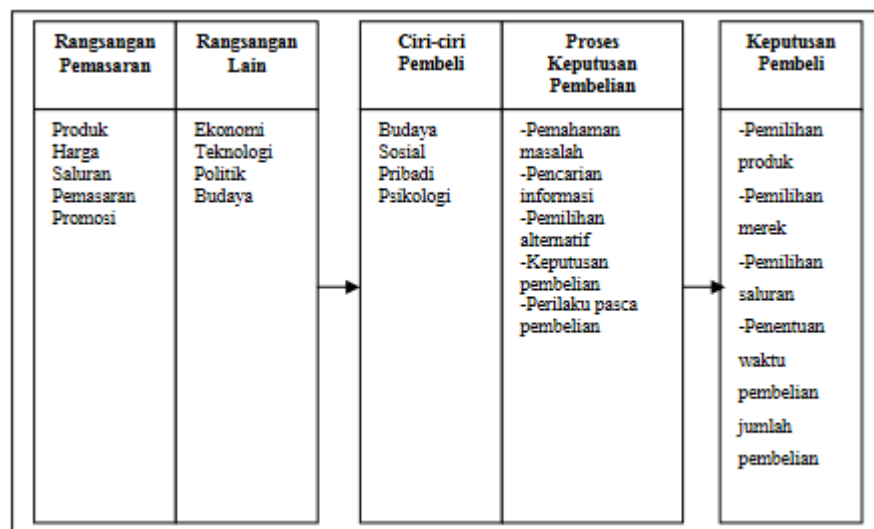 Rangsangan
Pemasaran
Produk
Harga
Saluran
Pemasaran
Promosi
Rangsangan
Lain
Ekonomi
Teknologi
Politik
Budaya
Ciri-ciri
Pembeli
Budaya
Sosial
Pribadi
Psikologi
Proses
Keputusan
Pembelian
-Pemahaman
masalah
-Pencarian
informasi
-Pemilihan
alternatif
-Keputusan
pembelian
-Perilaku pasca
pembelian
Keputusan
Pembeli
-Pemilihan
produk
-Pemilihan
merek
-Pemilihan
saluran
-Penentuan
waktu
pembelian
jumlah
pembelian